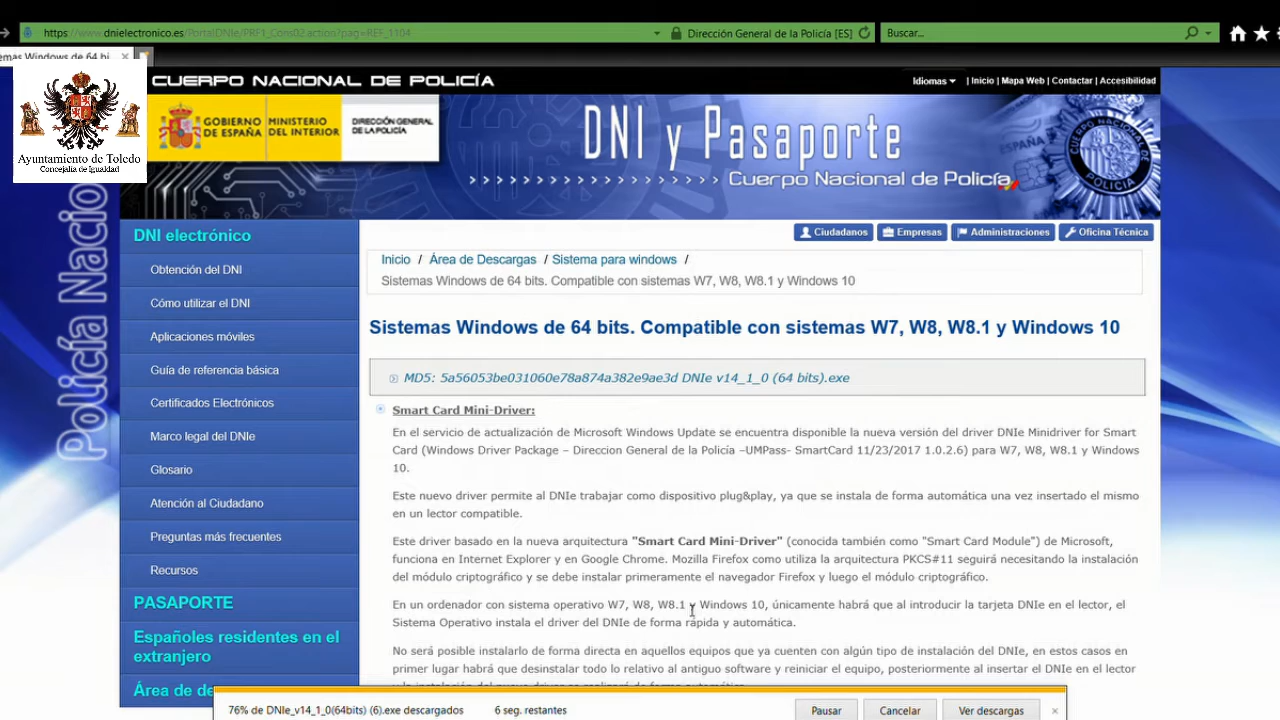 https://www.dnielectronico.es/PortalDNIe/PRF1_Cons02.action?pag=REF_1104
Dirección General de la Policía [ES]
Buscar...
emas Windows de 64 bi...
CUERPO NACIONAL DE POLICÍA
Idiomas | Inicio | Mapa Web | Contactar | Accesibilidad
Ayuntamiento de Toledo
Concejalía de Igualdad
GOBIERNO DE ESPAÑA
MINISTERIO DEL INTERIOR
DIRECCIÓN GENERAL DE LA POLICÍA
DNI y Pasaporte
>>>>>>>>>>>>>>>>>>>>>> Cuerpo Nacional de Policía
ESPAÑA
CUERPO NACIONAL DE
POLICIA
Policía Nacio
DNI electrónico
Obtención del DNI
Cómo utilizar el DNI
Aplicaciones móviles
Guía de referencia básica
Certificados Electrónicos
Marco legal del DNIe
Glosario
Atención al Ciudadano
Preguntas más frecuentes
Recursos
PASAPORTE
Españoles residentes en el
extranjero
Área de de
Ciudadanos Empresas Administraciones Oficina Técnica
Inicio / Área de Descargas / Sistema para windows /
Sistemas Windows de 64 bits. Compatible con sistemas W7, W8, W8.1 y Windows 10
Sistemas Windows de 64 bits. Compatible con sistemas W7, W8, W8.1 y Windows 10
MD5: 5a56053be031060e78a874a382e9ae3d DNIe v14_1_0 (64 bits).exe
Smart Card Mini-Driver:
En el servicio de actualización de Microsoft Windows Update se encuentra disponible la nueva versión del driver DNIe Minidriver for Smart
Card (Windows Driver Package – Direccion General de la Policía –UMPass- SmartCard 11/23/2017 1.0.2.6) para W7, W8, W8.1 y Windows
10.
Este nuevo driver permite al DNIe trabajar como dispositivo plug&play, ya que se instala de forma automática una vez insertado el mismo
en un lector compatible.
Este driver basado en la nueva arquitectura "Smart Card Mini-Driver" (conocida también como "Smart Card Module") de Microsoft,
funciona en Internet Explorer y en Google Chrome. Mozilla Firefox como utiliza la arquitectura PKCS#11 seguirá necesitando la instalación
del módulo criptográfico y se debe instalar primeramente el navegador Firefox y luego el módulo criptográfico.
En un ordenador con sistema operativo W7, W8, W8.1 y Windows 10, únicamente habrá que al introducir la tarjeta DNIe en el lector, el
Sistema Operativo instala el driver del DNIe de forma rápida y automática.
No será posible instalarlo de forma directa en aquellos equipos que ya cuenten con algún tipo de instalación del DNIe, en estos casos en
primer lugar habrá que desinstalar todo lo relativo al antiguo software y reiniciar el equipo, posteriormente al insertar el DNIe en el lector
76% de DNIe_v14_1_0(64bits) (6).exe descargados 6 seg. restantes Pausar Cancelar Ver descargas